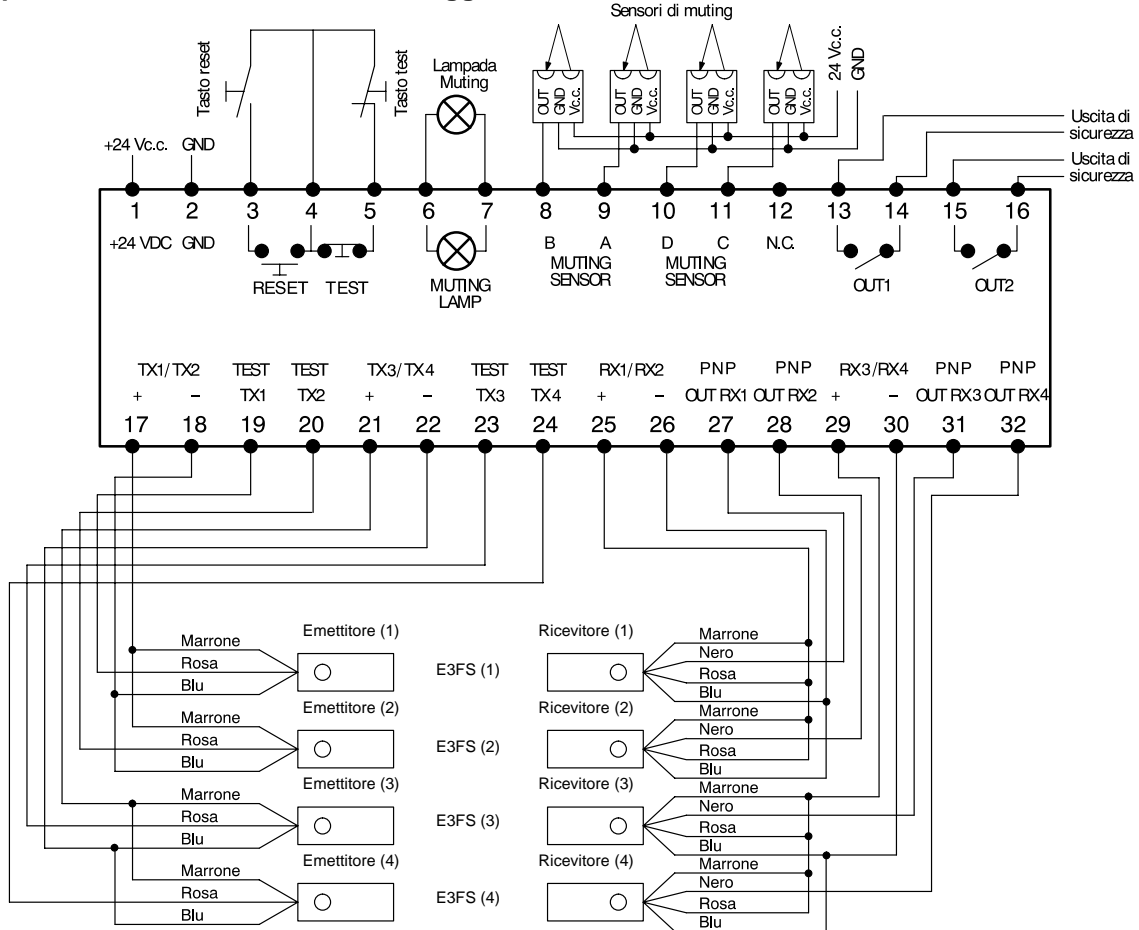 Sensori di muting
Tasto reset
Tasto test
Lampada
Muting
OUT
GND
Vc.c.
OUT
GND
Vc.c.
OUT
GND
Vc.c.
OUT
GND
Vc.c.
24 Vc.c.
GND
Uscita di
sicurezza
Uscita di
sicurezza
+24 Vc.c. GND
1 2 3 4 5 6 7 8 9 10 11 12 13 14 15 16
+24 VDC GND
RESET TEST
MUTING
LAMP
B A
MUTING
SENSOR
D C
MUTING
SENSOR
N.C.
OUT1
OUT2
TX1/TX2 TEST TEST TX3/TX4 TEST TEST RX1/RX2 PNP PNP RX3/RX4 PNP PNP
+ – TX1 TX2 + – TX3 TX4 + – OUT RX1 OUT RX2 + – OUT RX3 OUT RX4
17 18 19 20 21 22 23 24 25 26 27 28 29 30 31 32
Emettitore (1)
Marrone
Rosa
Blu
E3FS (1)
Ricevitore (1)
Marrone
Nero
Rosa
Blu
Emettitore (2)
Marrone
Rosa
Blu
E3FS (2)
Ricevitore (2)
Marrone
Nero
Rosa
Blu
Emettitore (3)
Marrone
Rosa
Blu
E3FS (3)
Ricevitore (3)
Marrone
Nero
Rosa
Blu
Emettitore (4)
Marrone
Rosa
Blu
E3FS (4)
Ricevitore (4)
Marrone
Nero
Rosa
Blu